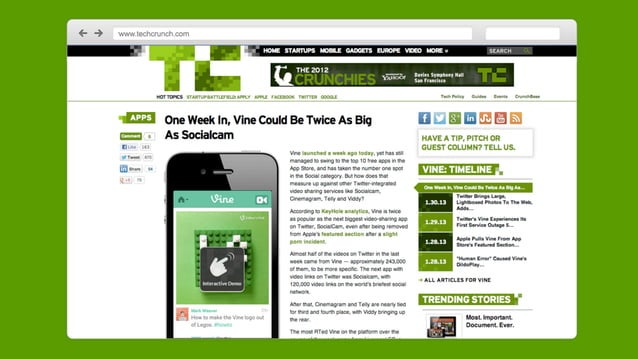 www.techcrunch.com
HOME STARTUPS MOBILE GADGETS EUROPE VIDEO MORE
SEARCH
TC
THE 2012
CRUNCHIES
YAHOO!
Davies Symphony Hall
San Francisco
TC
HOT TOPICS STARTUP BATTLEFIELD: APPLY APPLE FACEBOOK TWITTER GOOGLE
Tech Policy Guides Events CrunchBase
APPS
Comment 8
Like 263
Tweet 870
Share 94
+1 75
One Week In, Vine Could Be Twice As Big
As Socialcam
Vine launched a week ago today, yet has still
managed to swing to the top 10 free apps in the
App Store, and has taken the number one spot
in the Social category. But how does that
measure up against other Twitter-integrated
video sharing services like Socialcam,
Cinemagram, Telly and Viddy?
According to KeyHole analytics, Vine is twice
as popular as the next biggest video-sharing app
on Twitter, SocialCam, even after being removed
from Apple's featured section after a slight
porn incident.
Almost half of the videos on Twitter in the last
week came from Vine — approximately 243,000
of them, to be more specific. The next app with
video links on Twitter was Socialcam, with
120,000 video links on the world's briefest social
network.
After that, Cinemagram and Telly are nearly tied
for third and fourth place, with Viddy bringing up
the rear.
The most RTed Vine on the platform over the
Vine
Interactive Demo
Mark Weaver
How to make the Vine logo out
of Legos. #howto
HAVE A TIP, PITCH OR
GUEST COLUMN? TELL US.
VINE: TIMELINE
One Week In, Vine Could Be Twice As Big As...
1.30.13
Twitter Brings Large,
Lightboxed Photos To The Web,
Adds...
1.29.13
Twitter's Vine Experiences Its
First Service Outage 5...
1.28.13
Apple Pulls Vine From App
Store's Featured Section...
1.28.13
"Human Error" Caused Vine's
DildoPlay...
ALL ARTICLES FOR VINE
TRENDING STORIES
Most. Important.
Document. Ever.